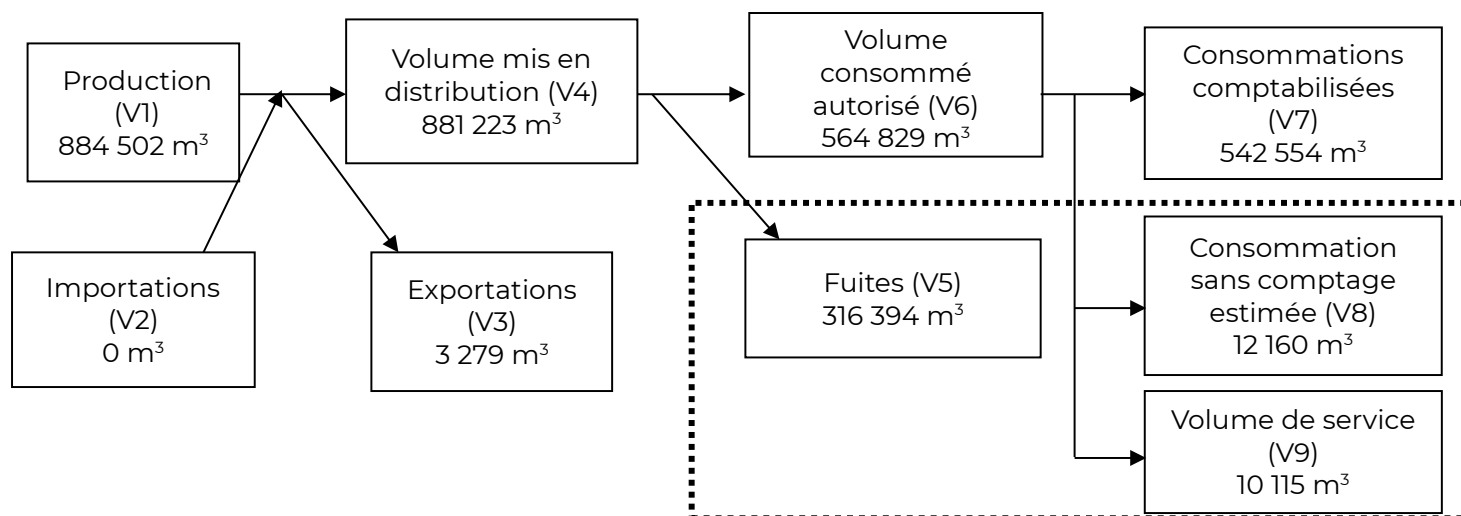 Production
(V1)
884 502 m³
Volume mis en
distribution (V4)
881 223 m³
Volume
consommé
autorisé (V6)
564 829 m³
Consommations
comptabilisées
(V7)
542 554 m³
Importations
(V2)
0 m³
Exportations
(V3)
3 279 m³
Fuites (V5)
316 394 m³
Consommation
sans comptage
estimée (V8)
12 160 m³
Volume de service
(V9)
10 115 m³